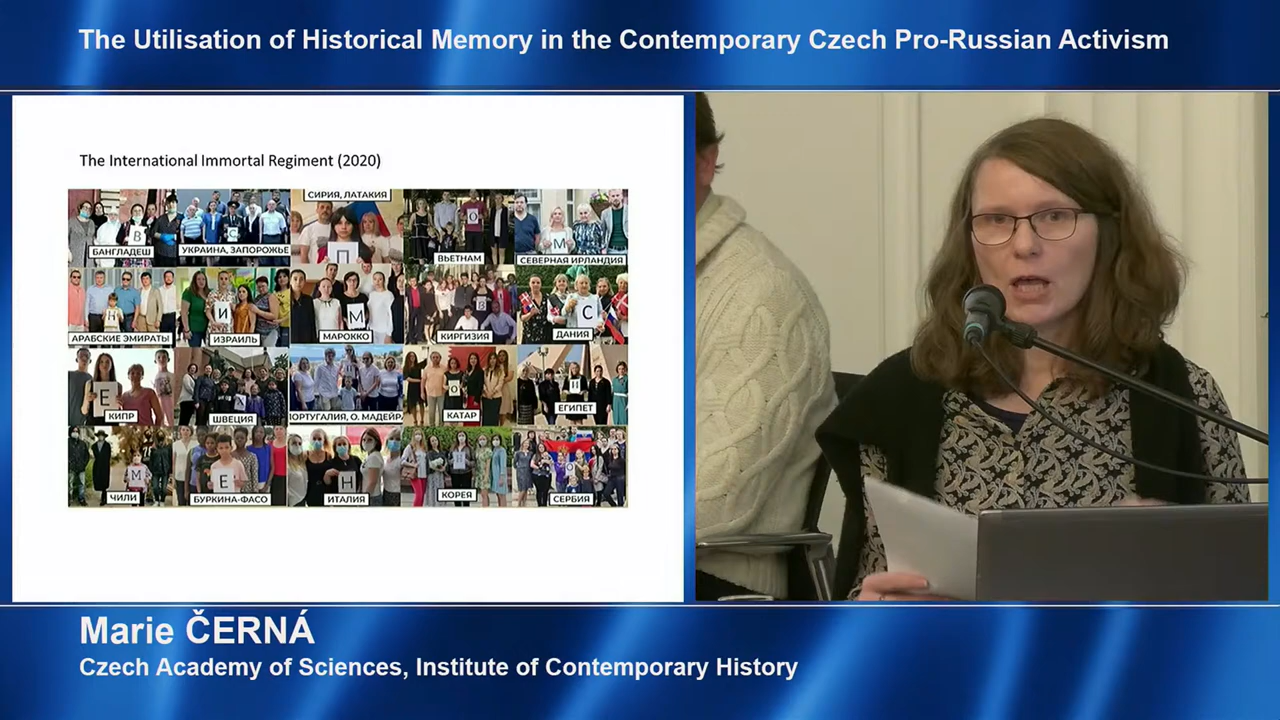 The Utilisation of Historical Memory in the Contemporary Czech Pro-Russian Activism
The International Immortal Regiment (2020)
СИРИЯ, ЛАТАКИЯ
В С П О М
БАНГЛАДЕШ УКРАИНА, ЗАПОРОЖЬЕ ВЬЕТНАМ СЕВЕРНАЯ ИРЛАНДИЯ
Н И М В С
АРАБСКИЕ ЭМИРАТЫ ИЗРАИЛЬ МАРОККО КИРГИЗИЯ ДАНИЯ
Е Х О И
КИПР ШВЕЦИЯ ПОРТУГАЛИЯ, О. МАДЕЙРА КАТАР ЕГИПЕТ
М Е Н Н О
ЧИЛИ БУРКИНА-ФАСО ИТАЛИЯ КОРЕЯ СЕРБИЯ
Marie ČERNÁ
Czech Academy of Sciences, Institute of Contemporary History